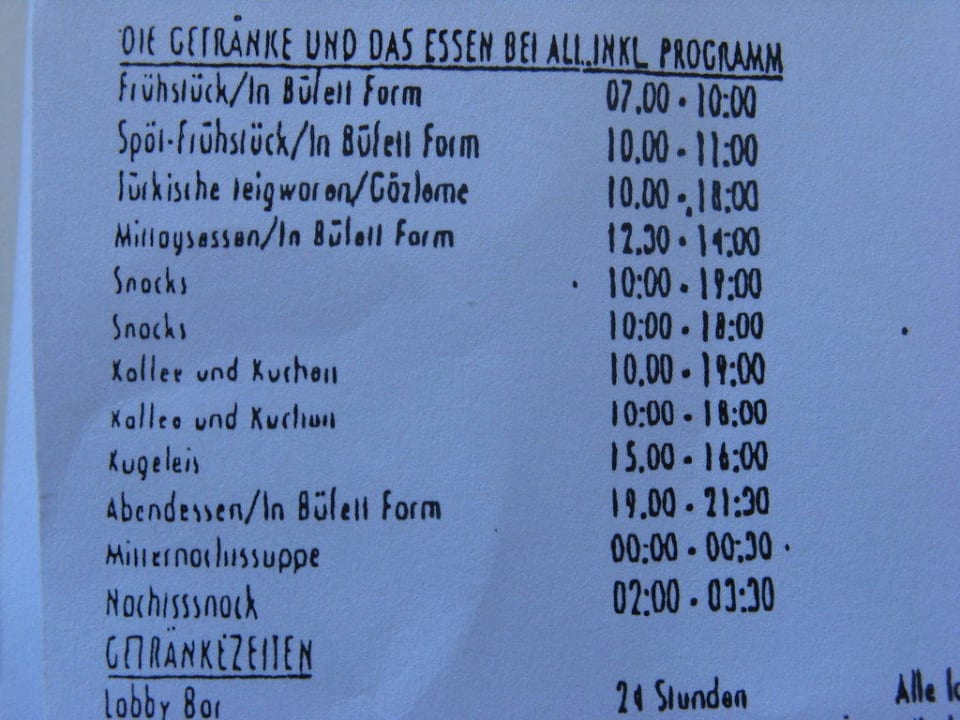 DIE GETRÄNKE UND DAS ESSEN BEI ALL.INKL. PROGRAMM
Frühstück/In Büfett Form 07.00 - 10:00
Spöt-Frühstück/In Büfett Form 10.00 - 11:00
Türkische Teigwaren/Gözleme 10.00 - 18:00
Mittagsessen/In Büfett Form 12.30 - 14:00
Snacks 10:00 - 19:00
Snacks 10:00 - 18:00
Kaffee und Kuchen 10.00 - 19:00
Kaffee und Kuchen 10:00 - 18:00
Kugeleis 15.00 - 16:00
Abendessen/In Büfett Form 19.00 - 21:30
Mitternachtssuppe 00:00 - 00:30
Nachtsssnack 02:00 - 03:30
GETRÄNKEZEITEN
Lobby Bar 24 Stunden Alle